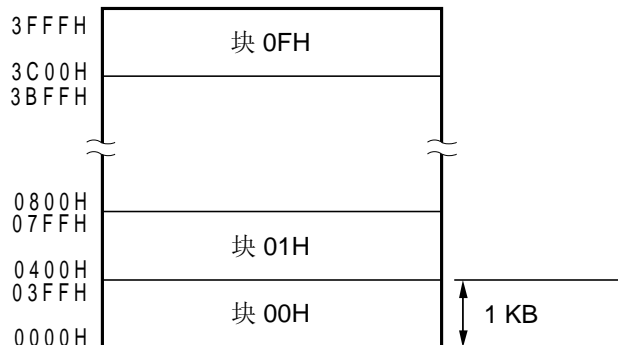 3FFFH
块 0FH
3C00H
3BFFH
0800H
07FFH
块 01H
0400H
03FFH
块 00H
1 KB
0000H